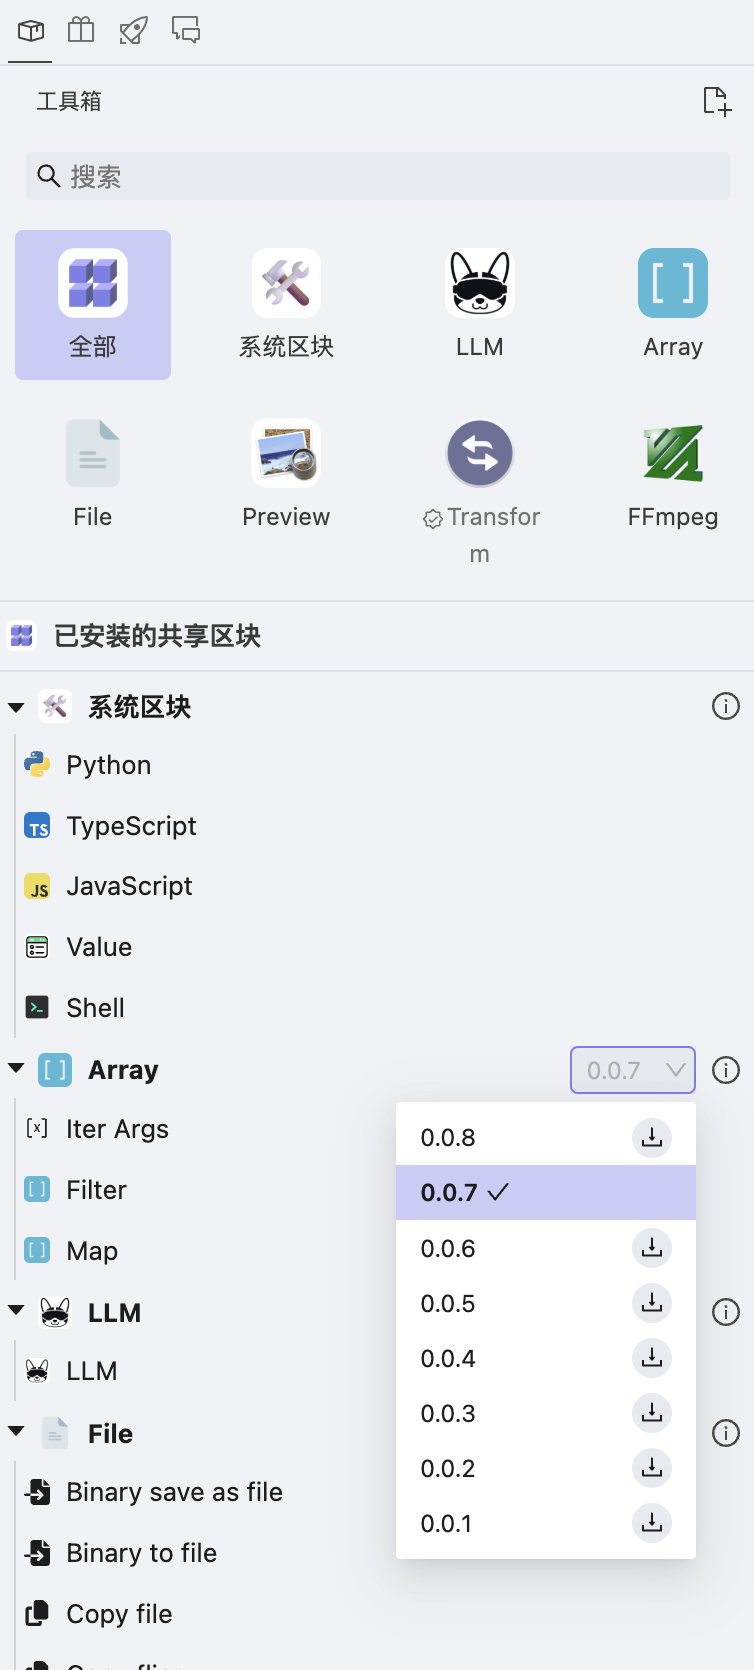 工具箱
搜索
全部
系统区块
LLM
Array
File
Preview
Transfor
m
FFmpeg
已安装的共享区块
系统区块
Python
TS TypeScript
JS JavaScript
Value
Shell
Array 0.0.7
Iter Args
0.0.8
Filter
0.0.7
Map
0.0.6
LLM
0.0.5
LLM
0.0.4
File
0.0.3
Binary save as file
0.0.2
Binary to file
0.0.1
Copy file